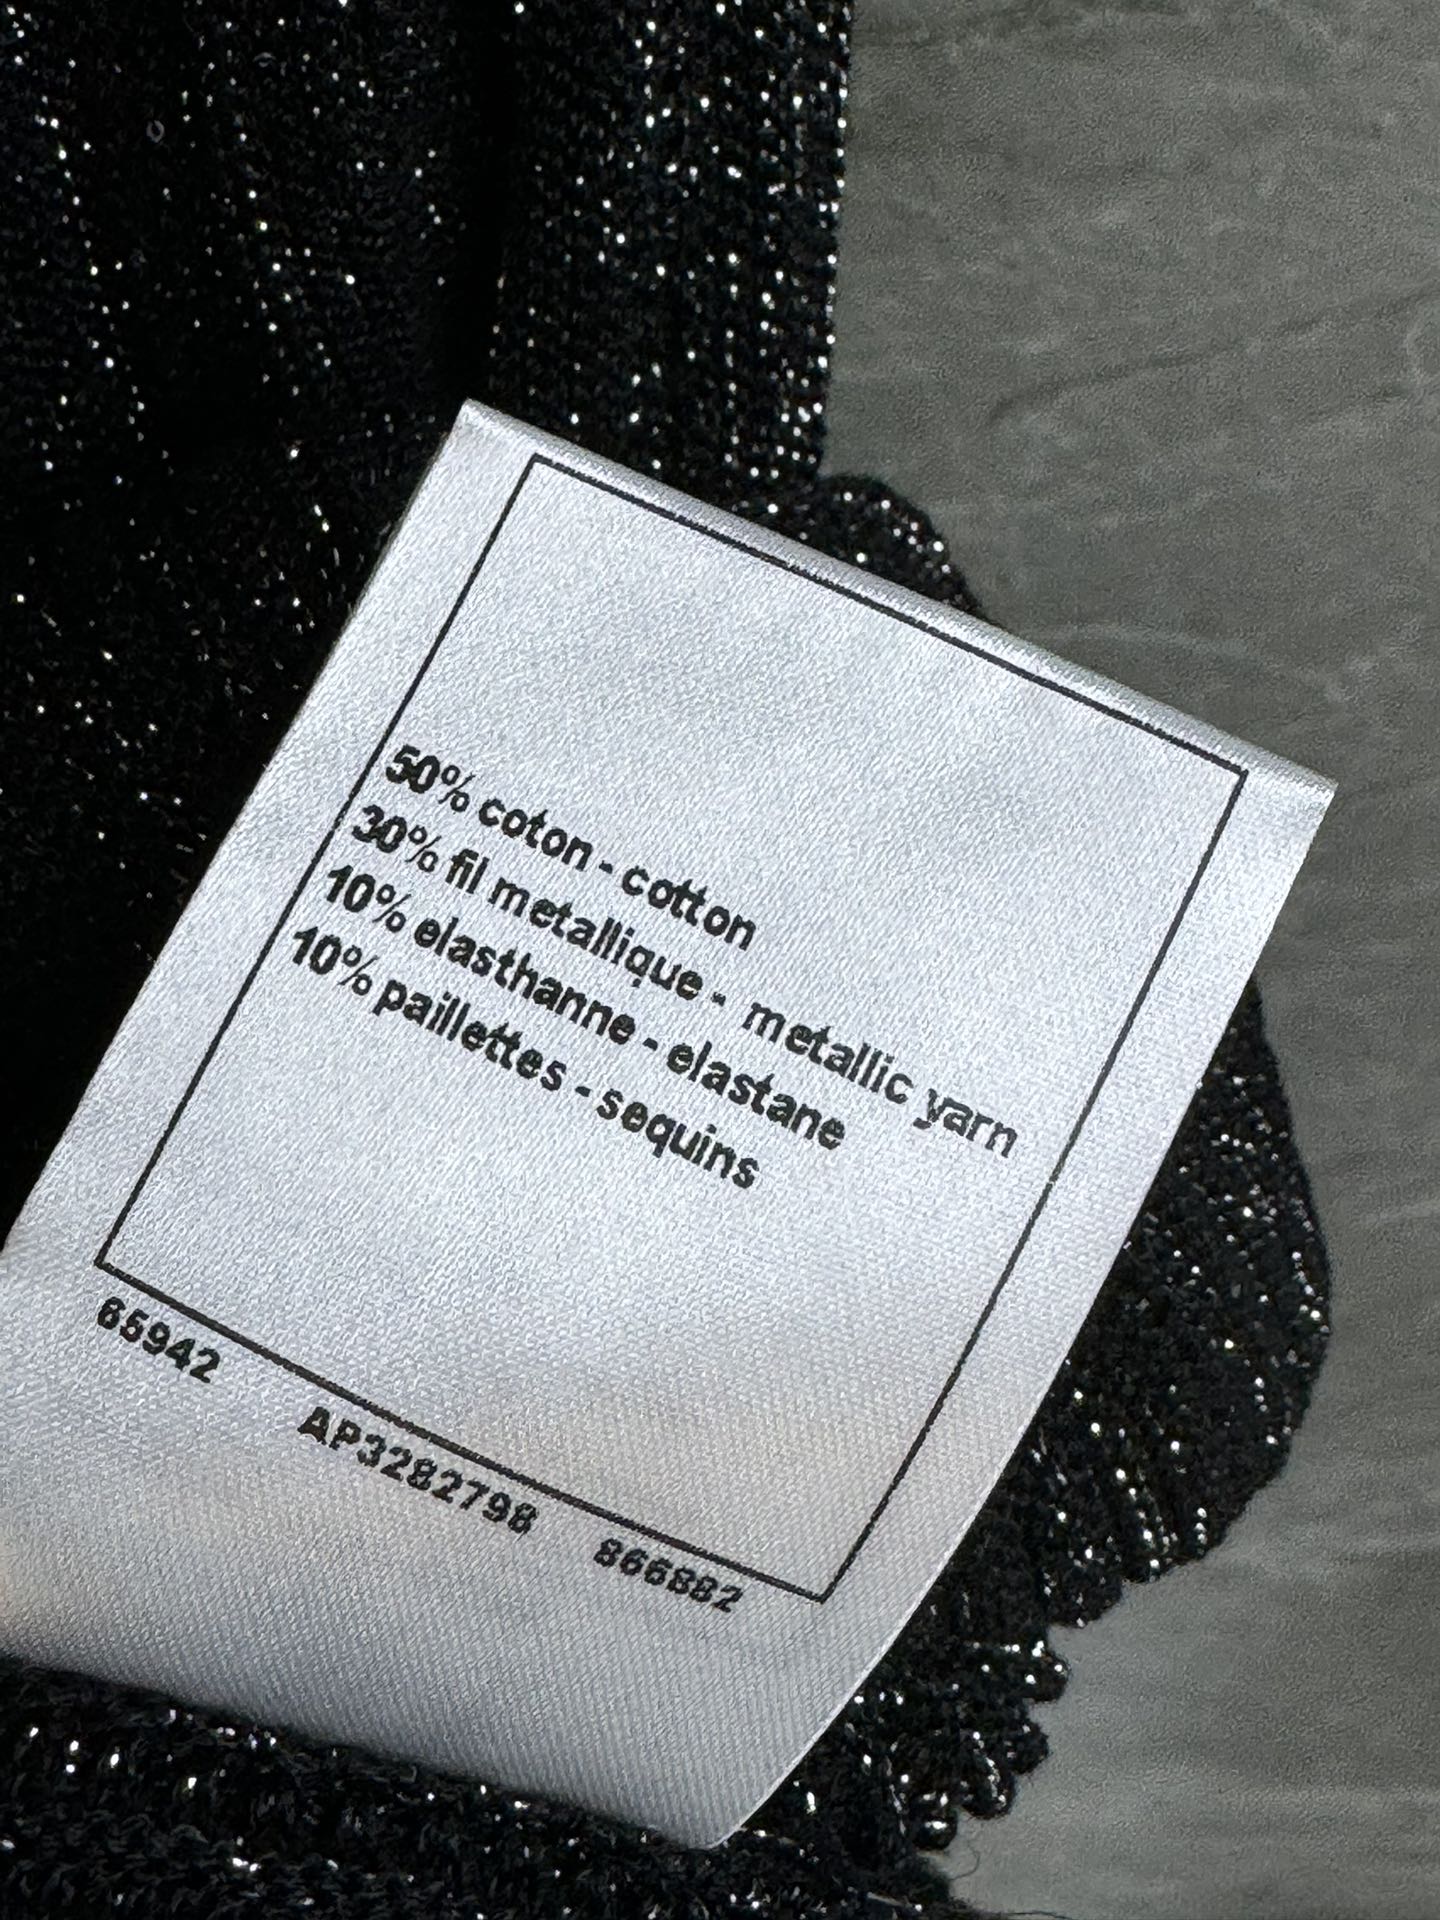 50% coton - cotton
30% fil metallique - metallic yarn
10% elasthanne - elastane
10% paillettes - sequins
65942 AP3282798 866882